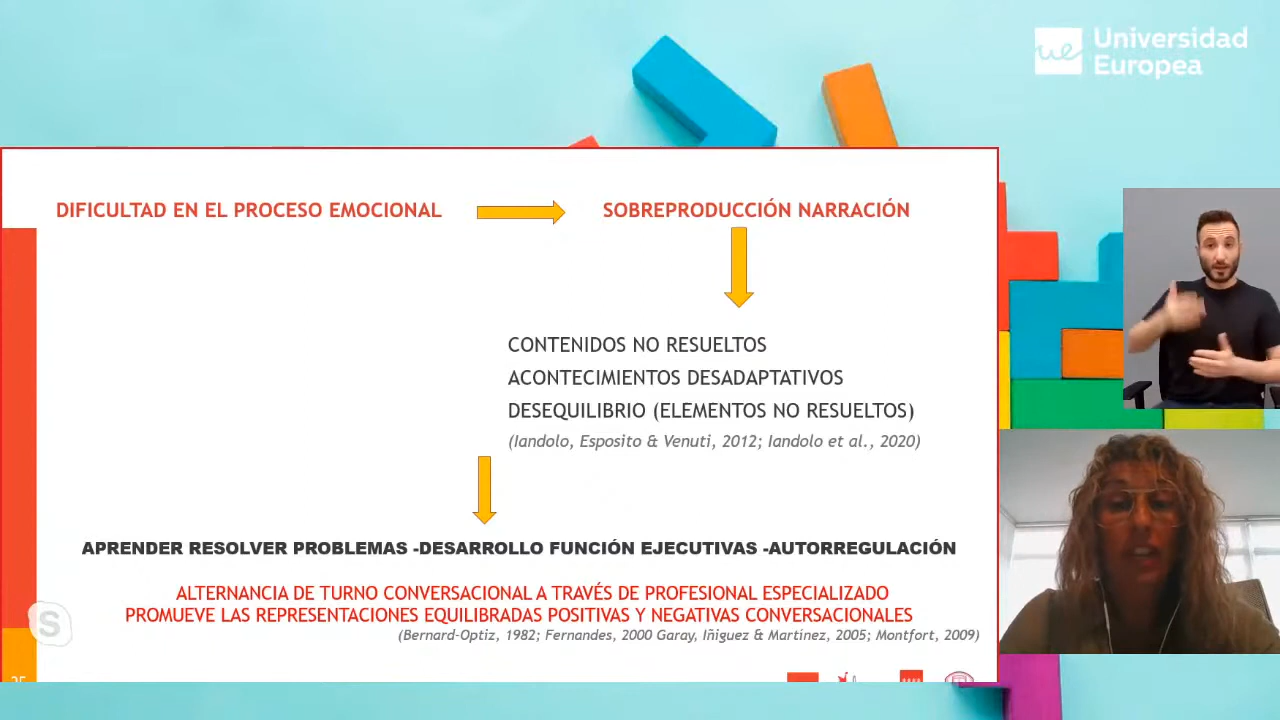 Universidad
Europea
DIFICULTAD EN EL PROCESO EMOCIONAL
SOBREPRODUCCIÓN NARRACIÓN
CONTENIDOS NO RESUELTOS
ACONTECIMIENTOS DESADAPTATIVOS
DESEQUILIBRIO (ELEMENTOS NO RESUELTOS)
(Iandolo, Esposito & Venuti, 2012; Iandolo et al., 2020)
APRENDER RESOLVER PROBLEMAS -DESARROLLO FUNCIÓN EJECUTIVAS -AUTORREGULACIÓN
ALTERNANCIA DE TURNO CONVERSACIONAL A TRAVÉS DE PROFESIONAL ESPECIALIZADO
PROMUEVE LAS REPRESENTACIONES EQUILIBRADAS POSITIVAS Y NEGATIVAS CONVERSACIONALES
(Bernard-Optiz, 1982; Fernandes, 2000 Garay, Iñiguez & Martínez, 2005; Montfort, 2009)
S